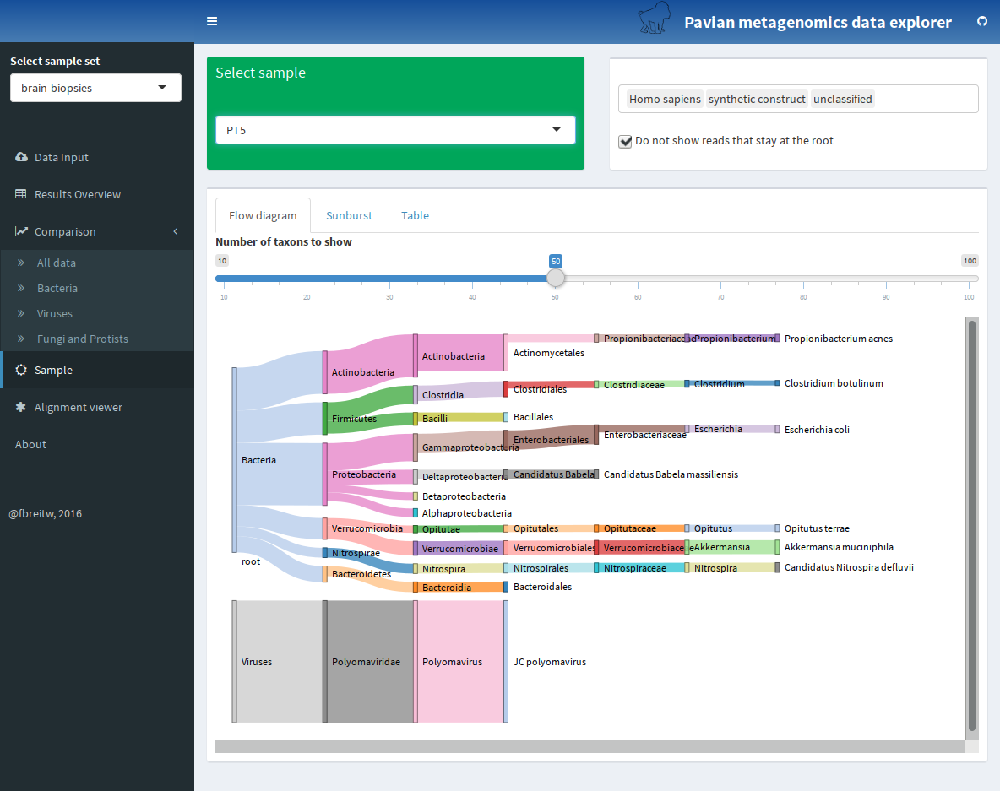 Pavian metagenomics data explorer
Select sample set
brain-biopsies
Data Input
Results Overview
Comparison
All data
Bacteria
Viruses
Fungi and Protists
Sample
Alignment viewer
About
@fbreitw, 2016
Select sample
PT5
Homo sapiens synthetic construct unclassified
Do not show reads that stay at the root
Flow diagram Sunburst Table
Number of taxons to show
10 50 100
10 20 30 40 50 60 70 80 90 100
Propionibacteriaceae Propionibacterium Propionibacterium acnes
Actinobacteria Actinomycetales
Actinobacteria
Clostridiales Clostridiaceae Clostridium Clostridium botulinum
Clostridia
Firmicutes Bacilli Bacillales
Enterobacteriaceae Escherichia Escherichia coli
Gammaproteobacteria Enterobacteriales
Bacteria
Proteobacteria Deltaproteobacteria Candidatus Babela Candidatus Babela massiliensis
Betaproteobacteria
Alphaproteobacteria
Verrucomicrobia Opitutae Opitutales Opitutaceae Opitutus Opitutus terrae
Verrucomicrobiae Verrucomicrobiales Verrucomicrobiaceae Akkermansia Akkermansia muciniphila
Nitrospirae
root
Nitrospira Nitrospirales Nitrospiraceae Nitrospira Candidatus Nitrospira defluvii
Bacteroidetes
Bacteroidia Bacteroidales
Viruses Polyomaviridae Polyomavirus JC polyomavirus